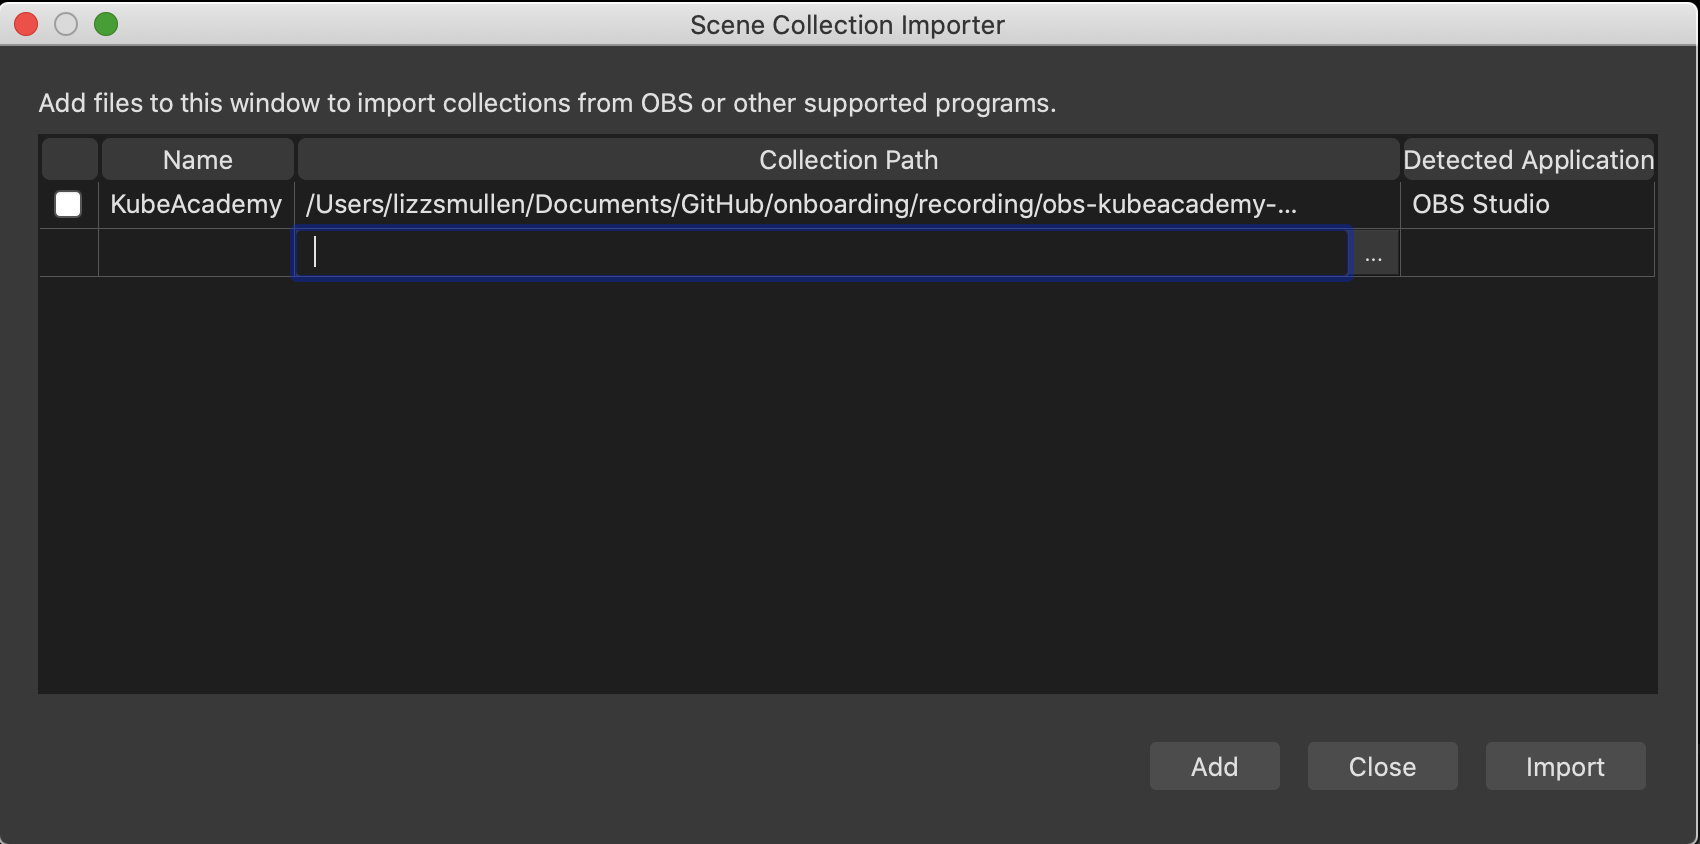 Scene Collection Importer
Add files to this window to import collections from OBS or other supported programs.
Name Collection Path Detected Application
KubeAcademy /Users/lizzsmullen/Documents/GitHub/onboarding/recording/obs-kubeacademy-... OBS Studio
...
Add Close Import